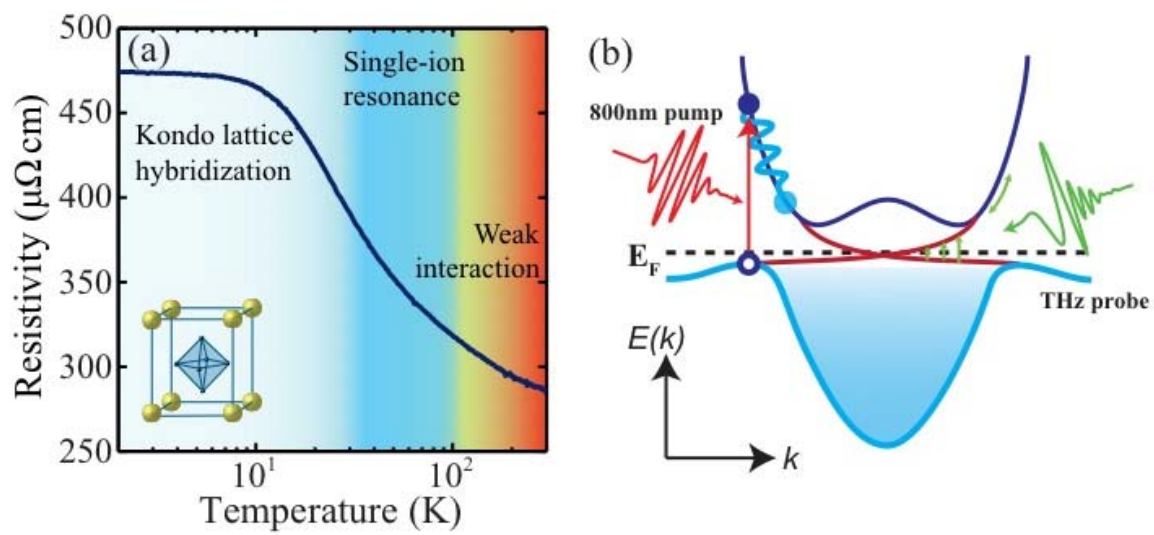 (a)
500
450
400
350
300
250
Resistivity (μΩ cm)
Single-ion
resonance
Kondo lattice
hybridization
Weak
interaction
10¹
10²
Temperature (K)
(b)
800nm pump
E_F
THz probe
E(k)
k